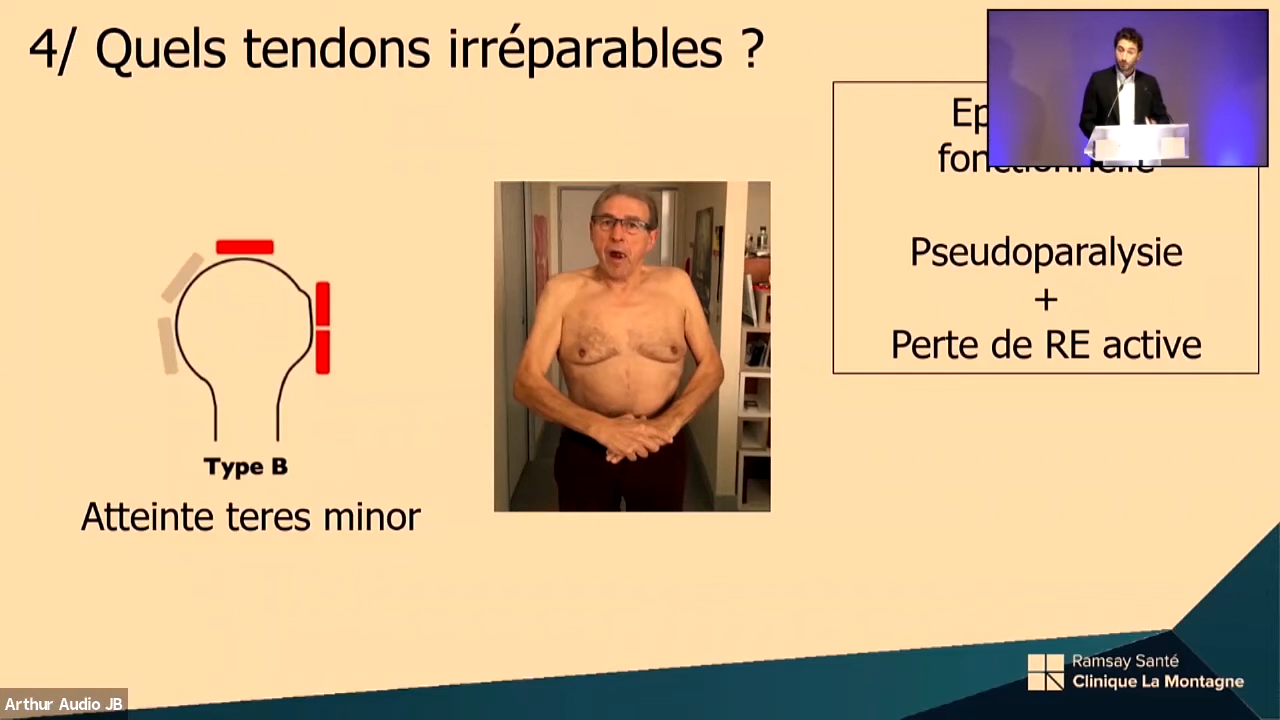 4/ Quels tendons irréparables ?
Pseudoparalysie
+
Perte de RE active
Type B
Atteinte teres minor
Ramsay Santé
Clinique La Montagne
Arthur Audio JB